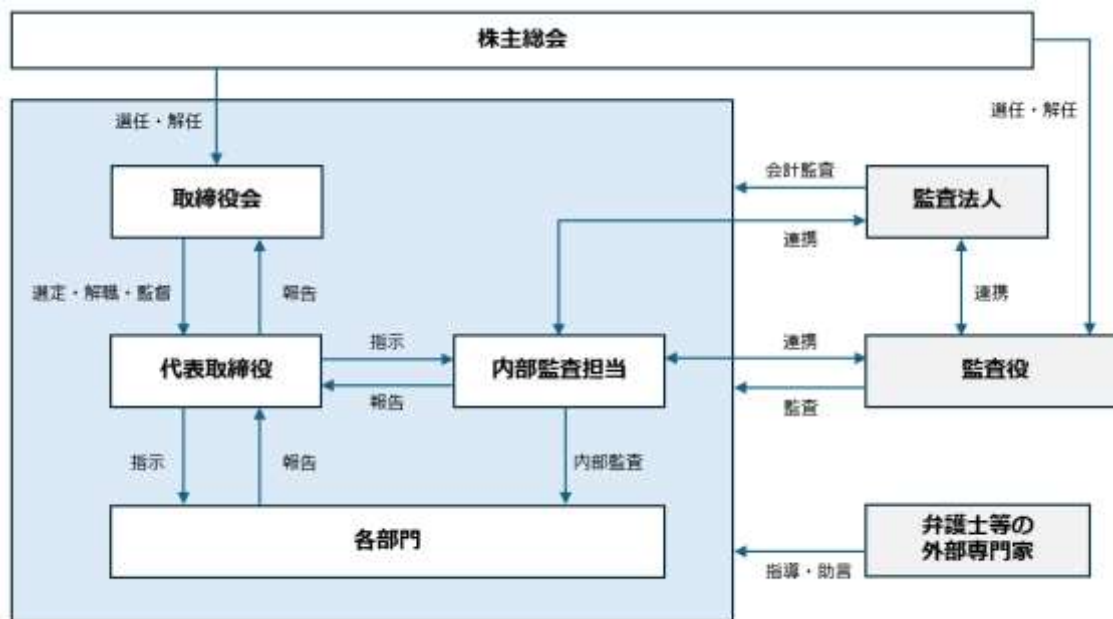 株主総会
選任・解任
選任・解任
取締役会
会計監査
監査法人
連携
選定・解職・監督
報告
連携
代表取締役
指示
内部監査担当
連携
監査役
報告
監査
指示
報告
内部監査
各部門
弁護士等の
外部専門家
指導・助言